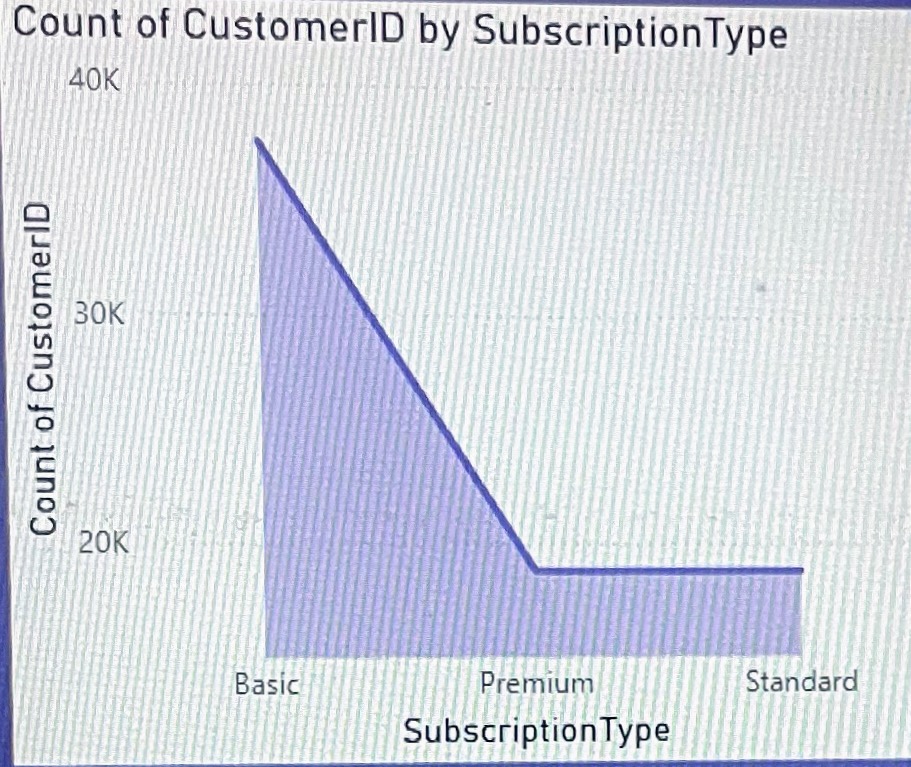 Count of CustomerID by SubscriptionType
40K
30K
20K
Count of CustomerID
Basic Premium Standard
SubscriptionType